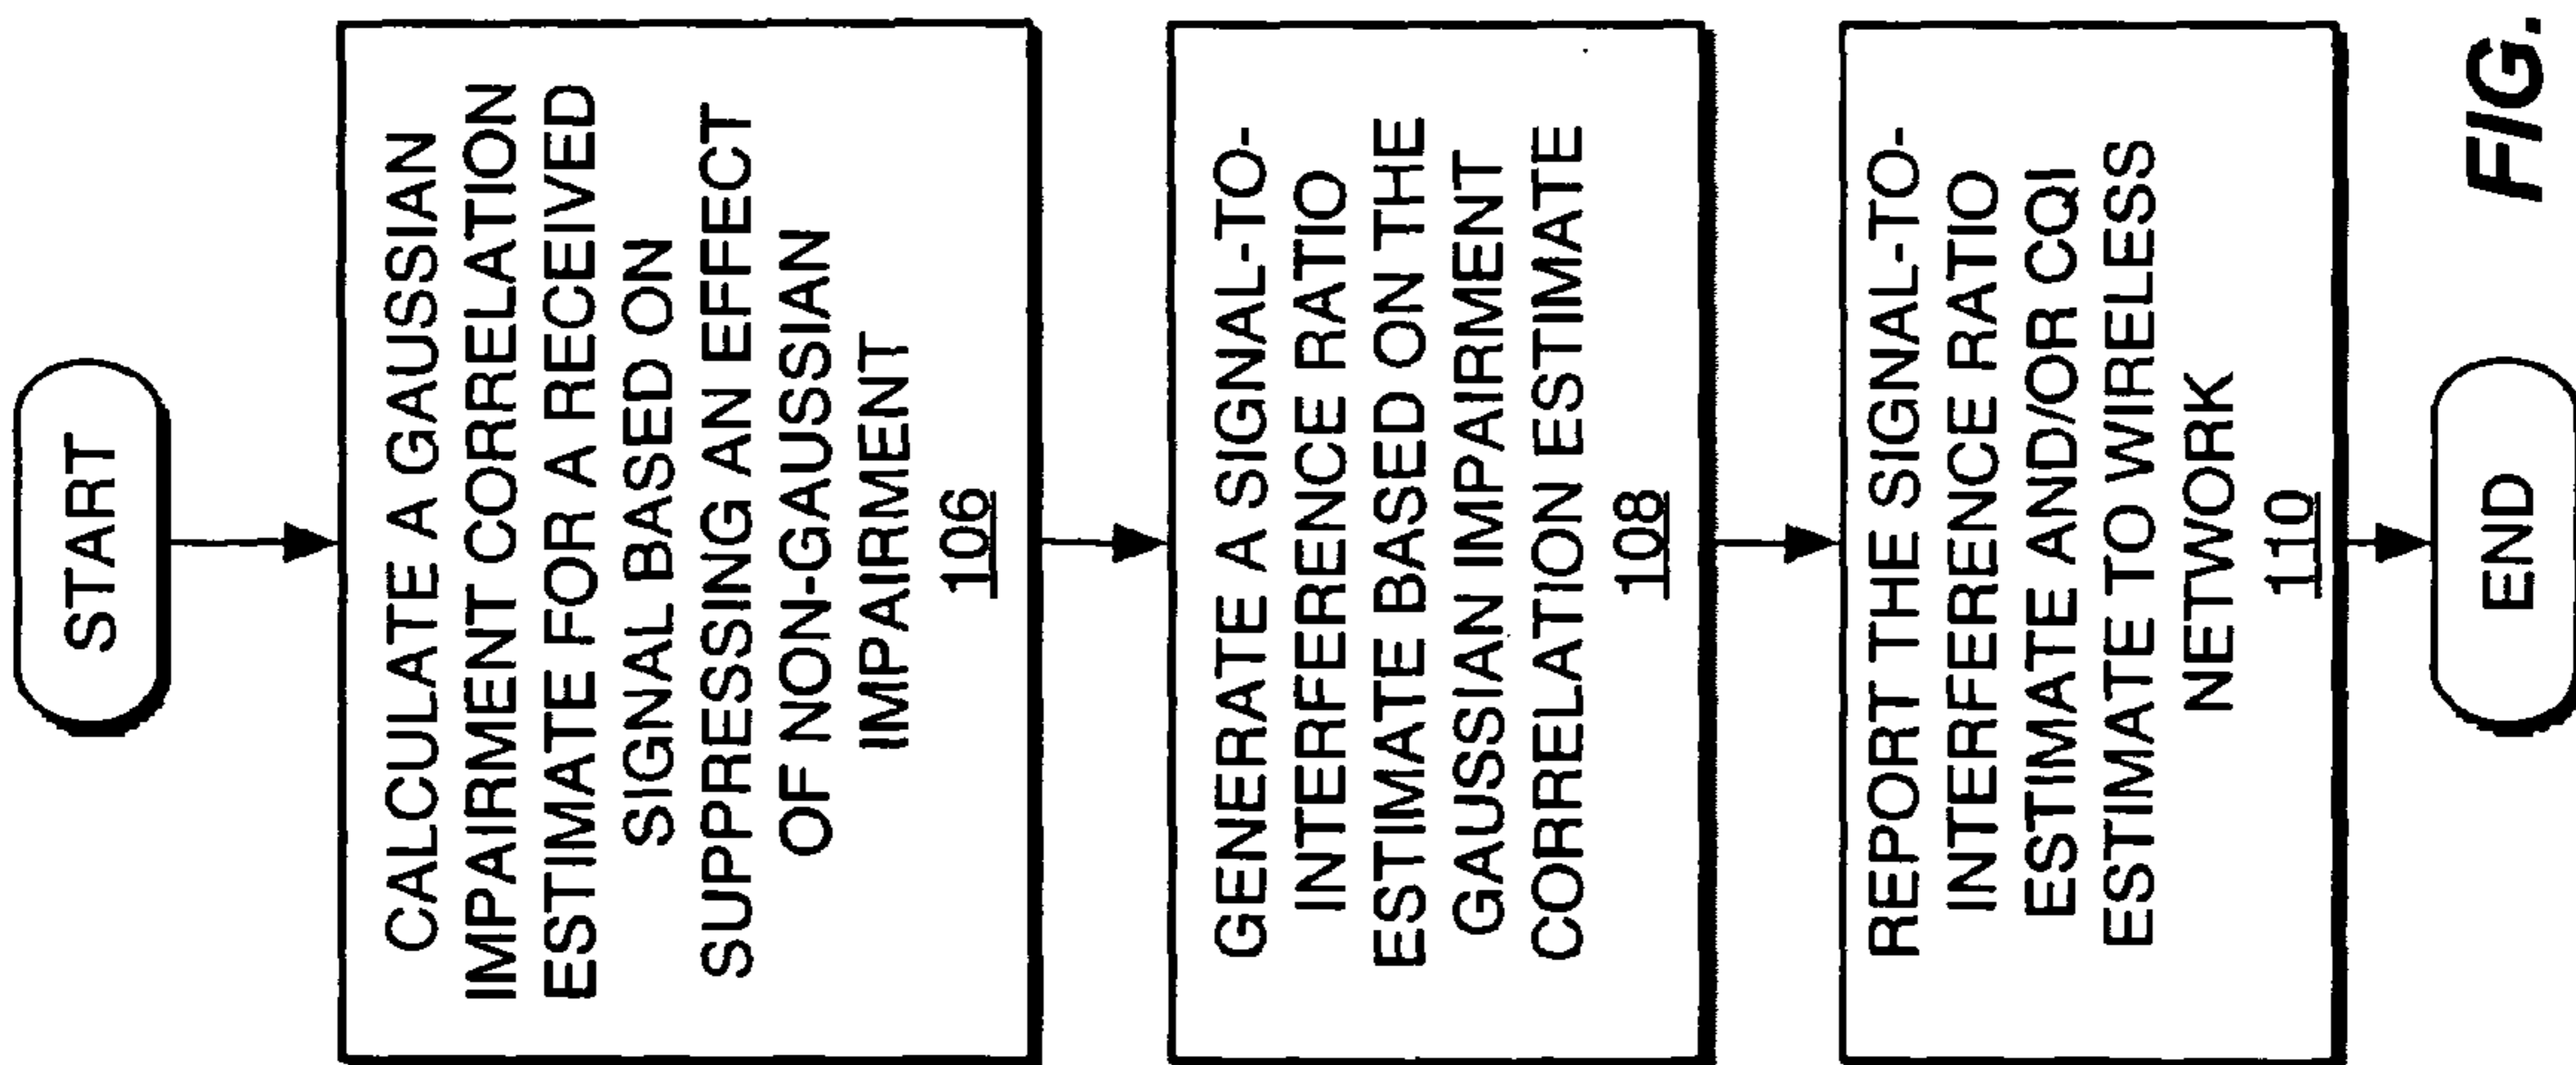 START
CALCULATE A GAUSSIAN
IMPAIRMENT CORRELATION
ESTIMATE FOR A RECEIVED
SIGNAL BASED ON
SUPPRESSING AN EFFECT
OF NON-GAUSSIAN
IMPAIRMENT
106
GENERATE A SIGNAL-TO-
INTERFERENCE RATIO
ESTIMATE BASED ON THE
GAUSSIAN IMPAIRMENT
CORRELATION ESTIMATE
108
REPORT THE SIGNAL-TO-
INTERFERENCE RATIO
ESTIMATE AND/OR CQI
ESTIMATE TO WIRELESS
NETWORK
110
END
FIG.